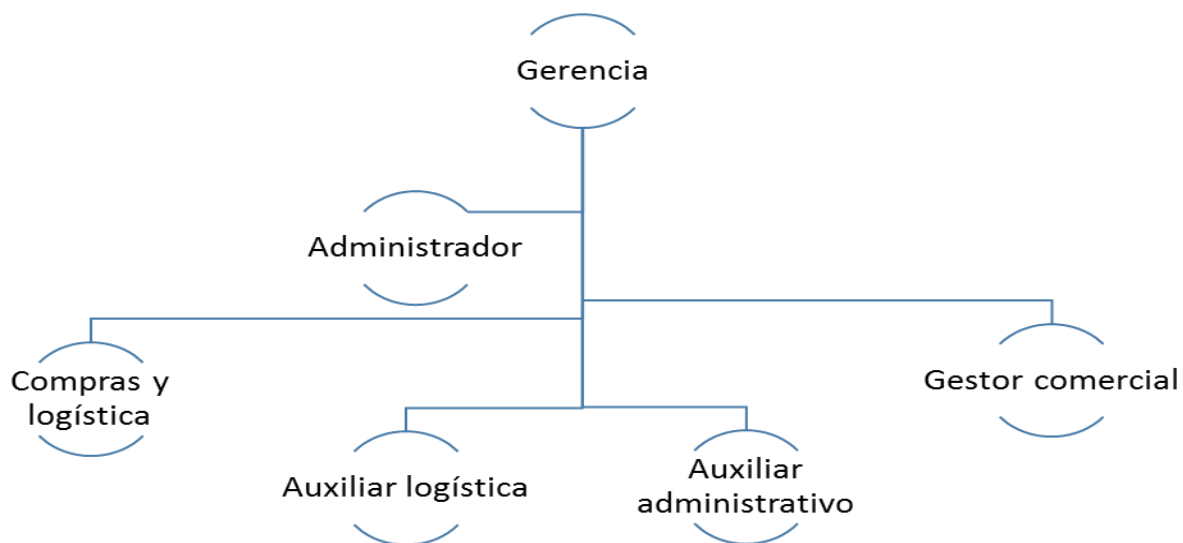 Gerencia
Administrador
Compras y
logística
Gestor comercial
Auxiliar logística
Auxiliar
administrativo